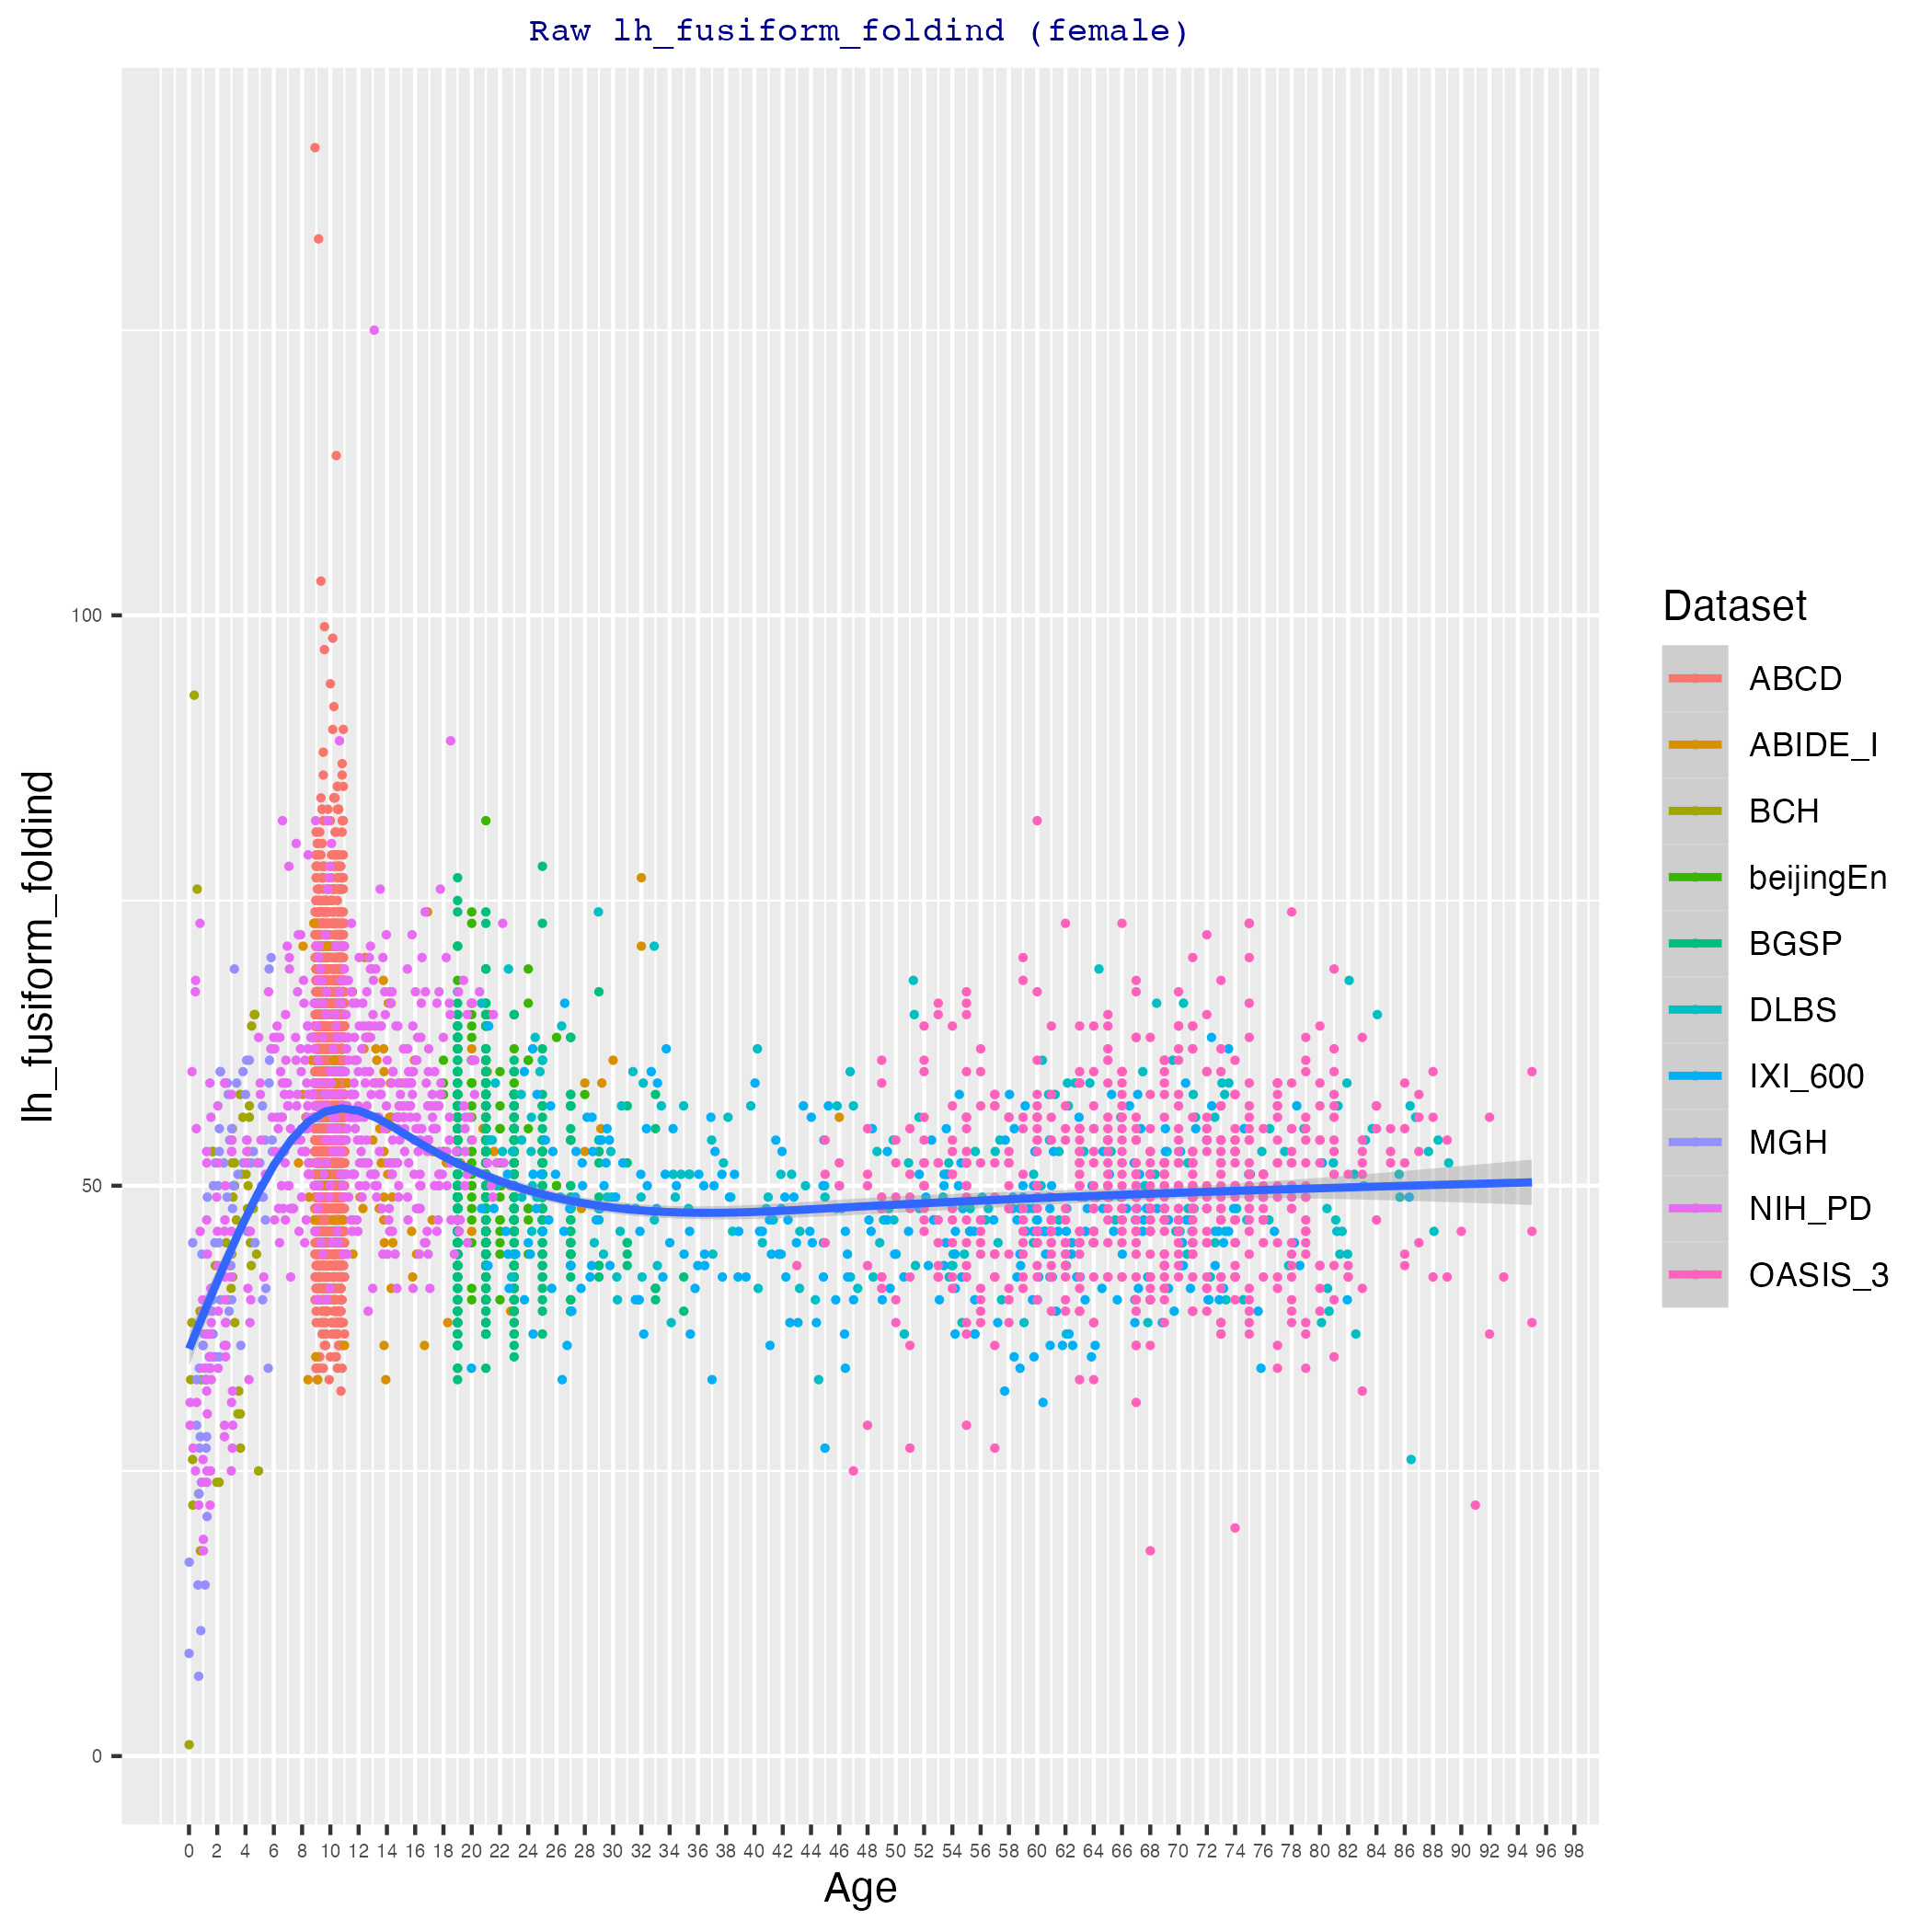 Raw lh_fusiform_foldind (female)
lh_fusiform_foldind
100
50
0
0 2 4 6 8 10 12 14 16 18 20 22 24 26 28 30 32 34 36 38 40 42 44 46 48 50 52 54 56 58 60 62 64 66 68 70 72 74 76 78 80 82 84 86 88 90 92 94 96 98
Age
Dataset
ABCD
ABIDE_I
BCH
beijingEn
BGSP
DLBS
IXI_600
MGH
NIH_PD
OASIS_3